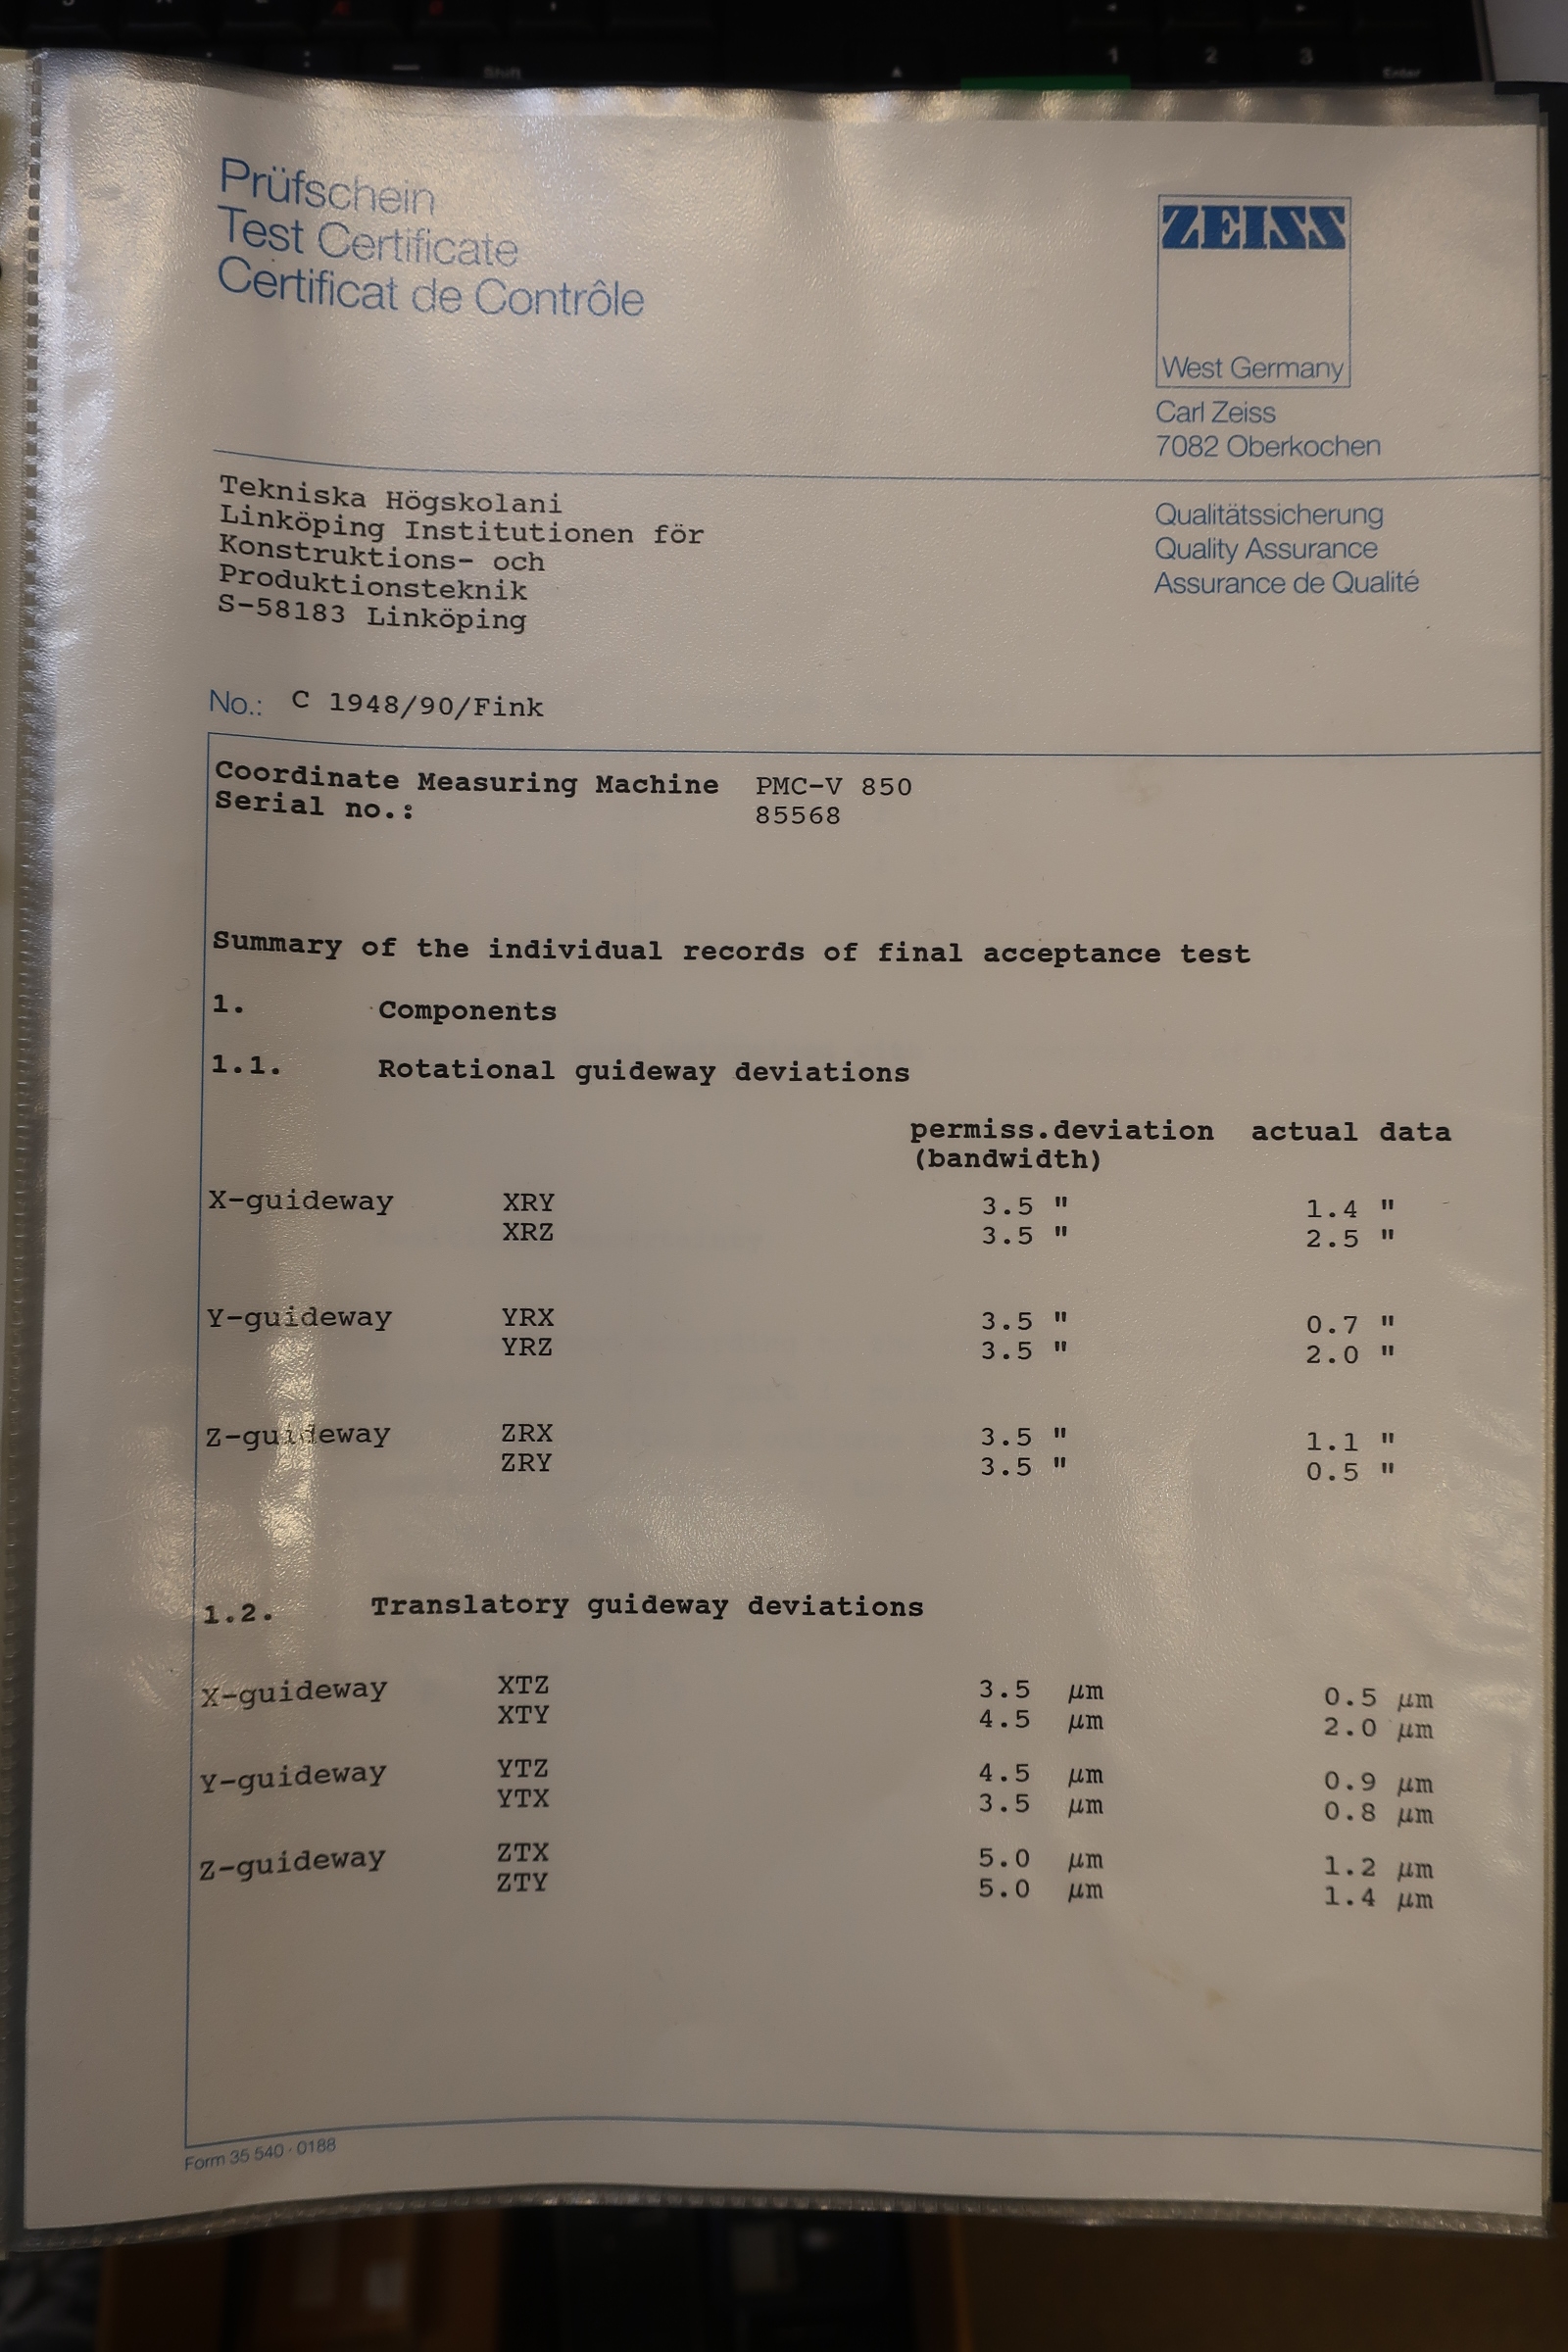 Shift
1 2 3 Enter
Prüfschein
Test Certificate
Certificat de Contrôle
ZEISS
West Germany
Carl Zeiss
7082 Oberkochen
Tekniska Högskolani
Linköping Institutionen för
Konstruktions- och
Produktionsteknik
S-58183 Linköping
Qualitätssicherung
Quality Assurance
Assurance de Qualité
No.: C 1948/90/Fink
Coordinate Measuring Machine PMC-V 850
Serial no.: 85568
Summary of the individual records of final acceptance test
1. Components
1.1. Rotational guideway deviations
permiss.deviation actual data
(bandwidth)
X-guideway XRY 3.5 " 1.4 "
XRZ 3.5 " 2.5 "
Y-guideway YRX 3.5 " 0.7 "
YRZ 3.5 " 2.0 "
Z-guideway ZRX 3.5 " 1.1 "
ZRY 3.5 " 0.5 "
1.2. Translatory guideway deviations
X-guideway XTZ 3.5 µm 0.5 µm
XTY 4.5 µm 2.0 µm
Y-guideway YTZ 4.5 µm 0.9 µm
YTX 3.5 µm 0.8 µm
Z-guideway ZTX 5.0 µm 1.2 µm
ZTY 5.0 µm 1.4 µm
Form 35 540 · 0188